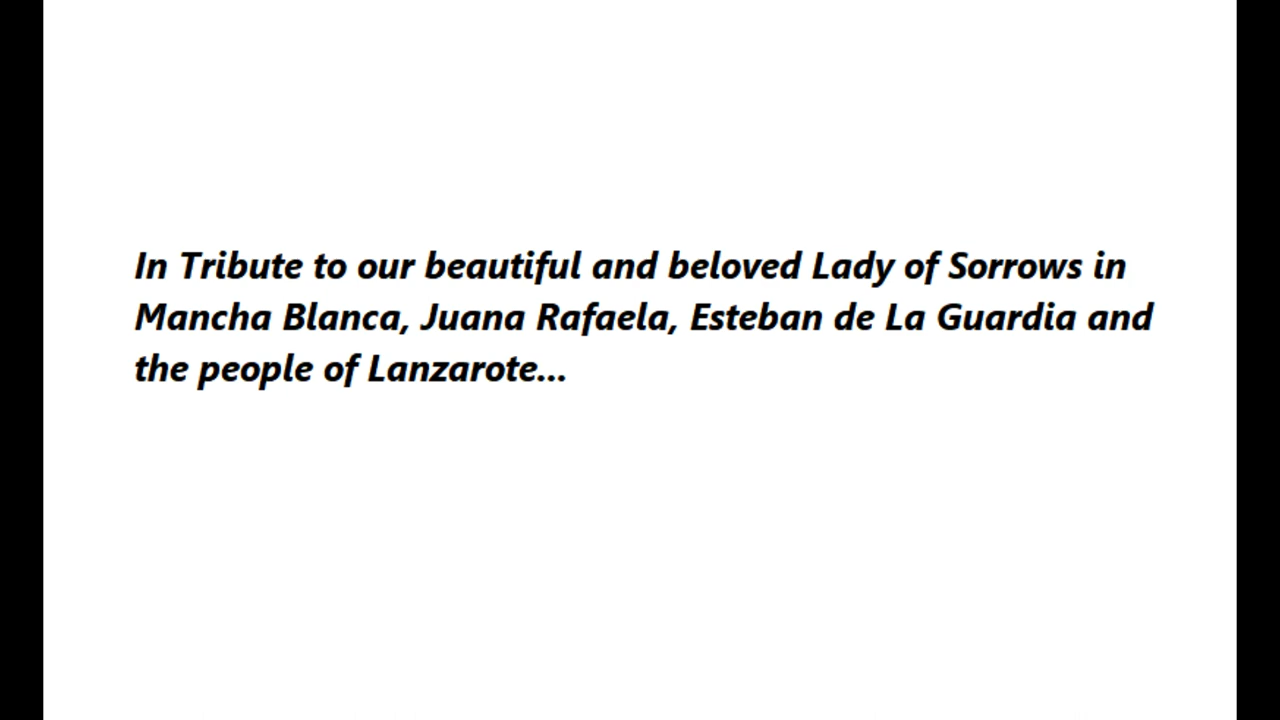 In Tribute to our beautiful and beloved Lady of Sorrows in
Mancha Blanca, Juana Rafaela, Esteban de La Guardia and
the people of Lanzarote...